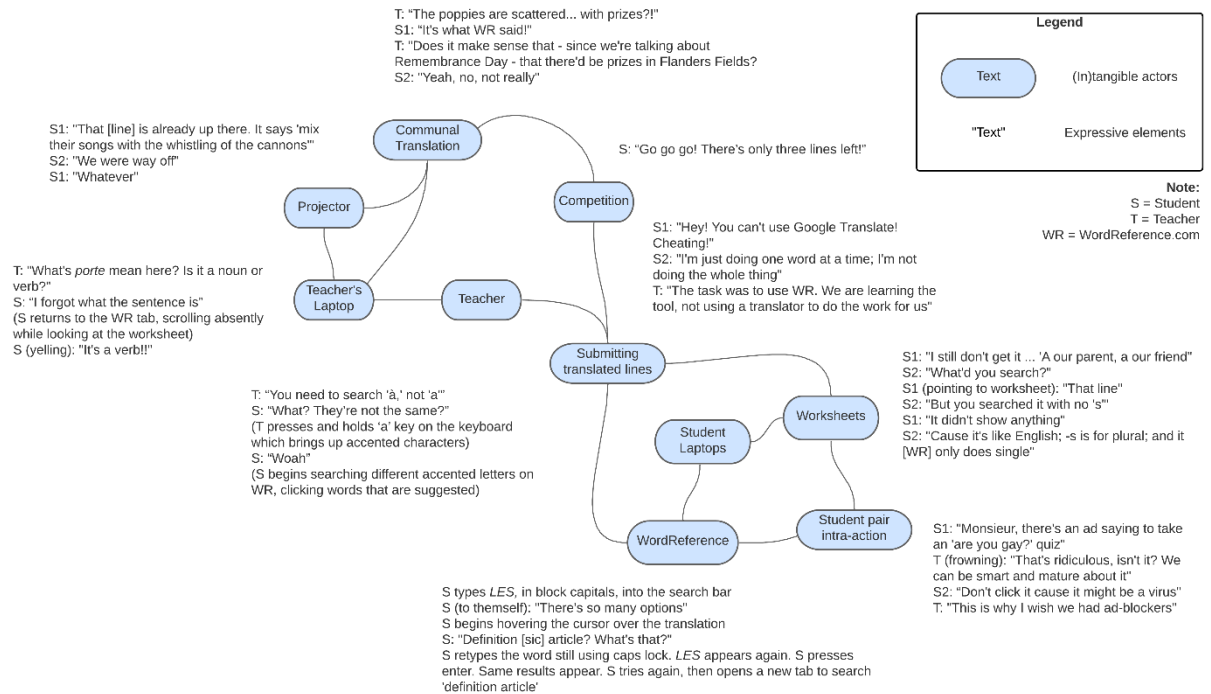 T: “The poppies are scattered... with prizes?!"
S1: "It's what WR said!"
T: "Does it make sense that - since we're talking about
Remembrance Day - that there'd be prizes in Flanders Fields?
S2: "Yeah, no, not really"
Legend
Text
(In)tangible actors
"Text"
Expressive elements
Note:
S = Student
T = Teacher
WR = WordReference.com
S1: "That [line] is already up there. It says 'mix
their songs with the whistling of the cannons'"
S2: "We were way off"
S1: "Whatever"
Communal
Translation
S: "Go go go! There's only three lines left!"
Projector
Competition
S1: "Hey! You can't use Google Translate!
Cheating!"
S2: "I'm just doing one word at a time; I'm not
doing the whole thing"
T: "The task was to use WR. We are learning the
tool, not using a translator to do the work for us"
T: "What's porte mean here? Is it a noun or
verb?"
S: "I forgot what the sentence is"
(S returns to the WR tab, scrolling absently
while looking at the worksheet)
S (yelling): "It's a verb!!"
Teacher's
Laptop
Teacher
Submitting
translated lines
S1: "I still don't get it ... 'A our parent, a our friend"
S2: "What'd you search?"
S1 (pointing to worksheet): "That line"
S2: "But you searched it with no 's'"
S1: "It didn't show anything"
S2: "Cause it's like English; -s is for plural; and it
[WR] only does single"
T: “You need to search 'à,' not 'a'"
S: “What? They're not the same?”
(T presses and holds ‘a’ key on the keyboard
which brings up accented characters)
S: “Woah”
(S begins searching different accented letters on
WR, clicking words that are suggested)
Worksheets
Student
Laptops
WordReference
Student pair
intra-action
S1: "Monsieur, there's an ad saying to take
an 'are you gay?' quiz"
T (frowning): "That's ridiculous, isn't it? We
can be smart and mature about it"
S2: “Don't click it cause it might be a virus"
T: "This is why I wish we had ad-blockers"
S types LES, in block capitals, into the search bar
S (to themself): "There's so many options"
S begins hovering the cursor over the translation
S: "Definition [sic] article? What's that?"
S retypes the word still using caps lock. LES appears again. S presses
enter. Same results appear. S tries again, then opens a new tab to search
'definition article'